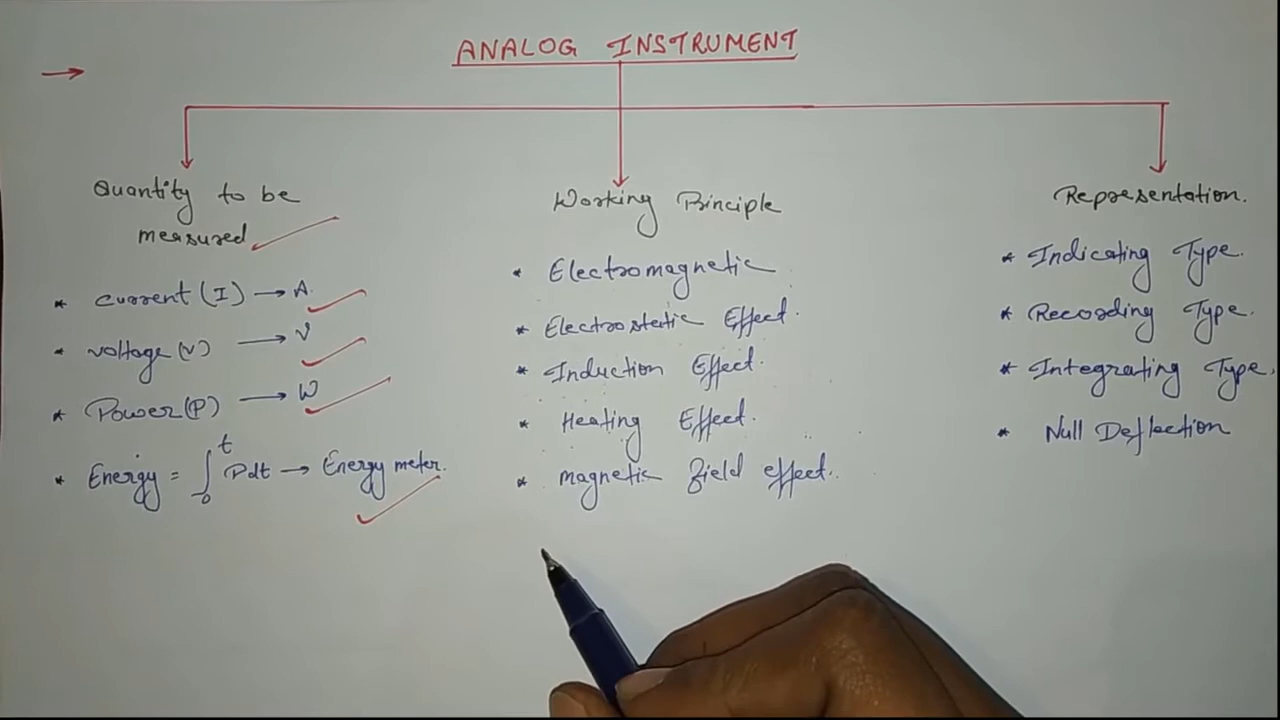 ANALOG INSTRUMENT
Quantity to be
measured
* Current (I) → A.
* Voltage (V) → V
* Power (P) → W
* Energy = ∫₀ᵗ Pdt → Energy meter.
Working Principle
* Electromagnetic
* Electrostatic Effect.
* Induction Effect.
* Heating Effect.
* magnetic field effect.
Representation.
* Indicating Type.
* Recording Type.
* Integrating Type.
* Null Deflection